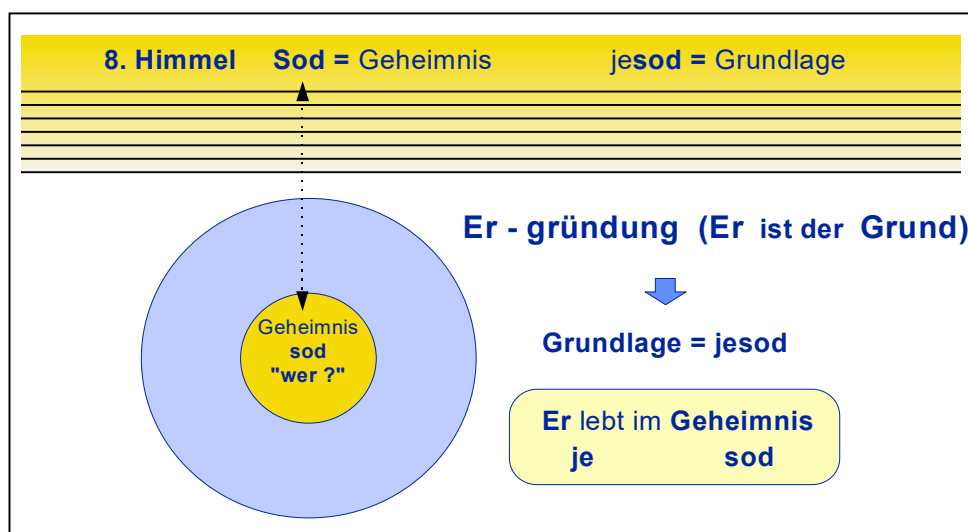 8. Himmel Sod = Geheimnis jesod = Grundlage
Er - gründung (Er ist der Grund)
Geheimnis
sod
"wer ?"
Grundlage = jesod
Er lebt im Geheimnis
je sod